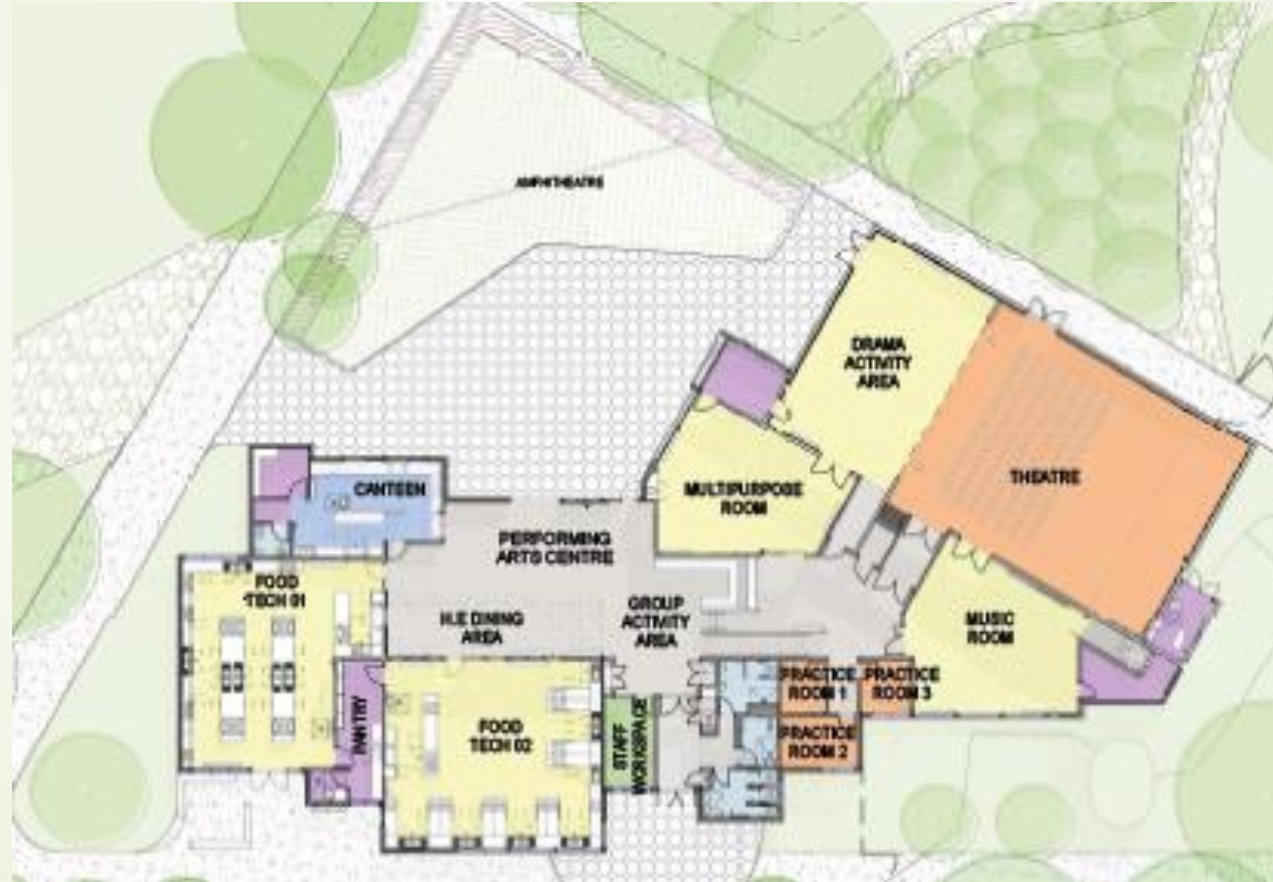 AMPHITHEATRE
DRAMA
ACTIVITY
AREA
THEATRE
MULTIPURPOSE
ROOM
CANTEEN
PERFORMING
ARTS CENTRE
FOOD
TECH 01
H.E DINING
AREA
GROUP
ACTIVITY
AREA
MUSIC
ROOM
PRACTICE
ROOM 1
PRACTICE
ROOM 3
PANTRY
FOOD
TECH 02
STAFF
WORKSPACE
PRACTICE
ROOM 2